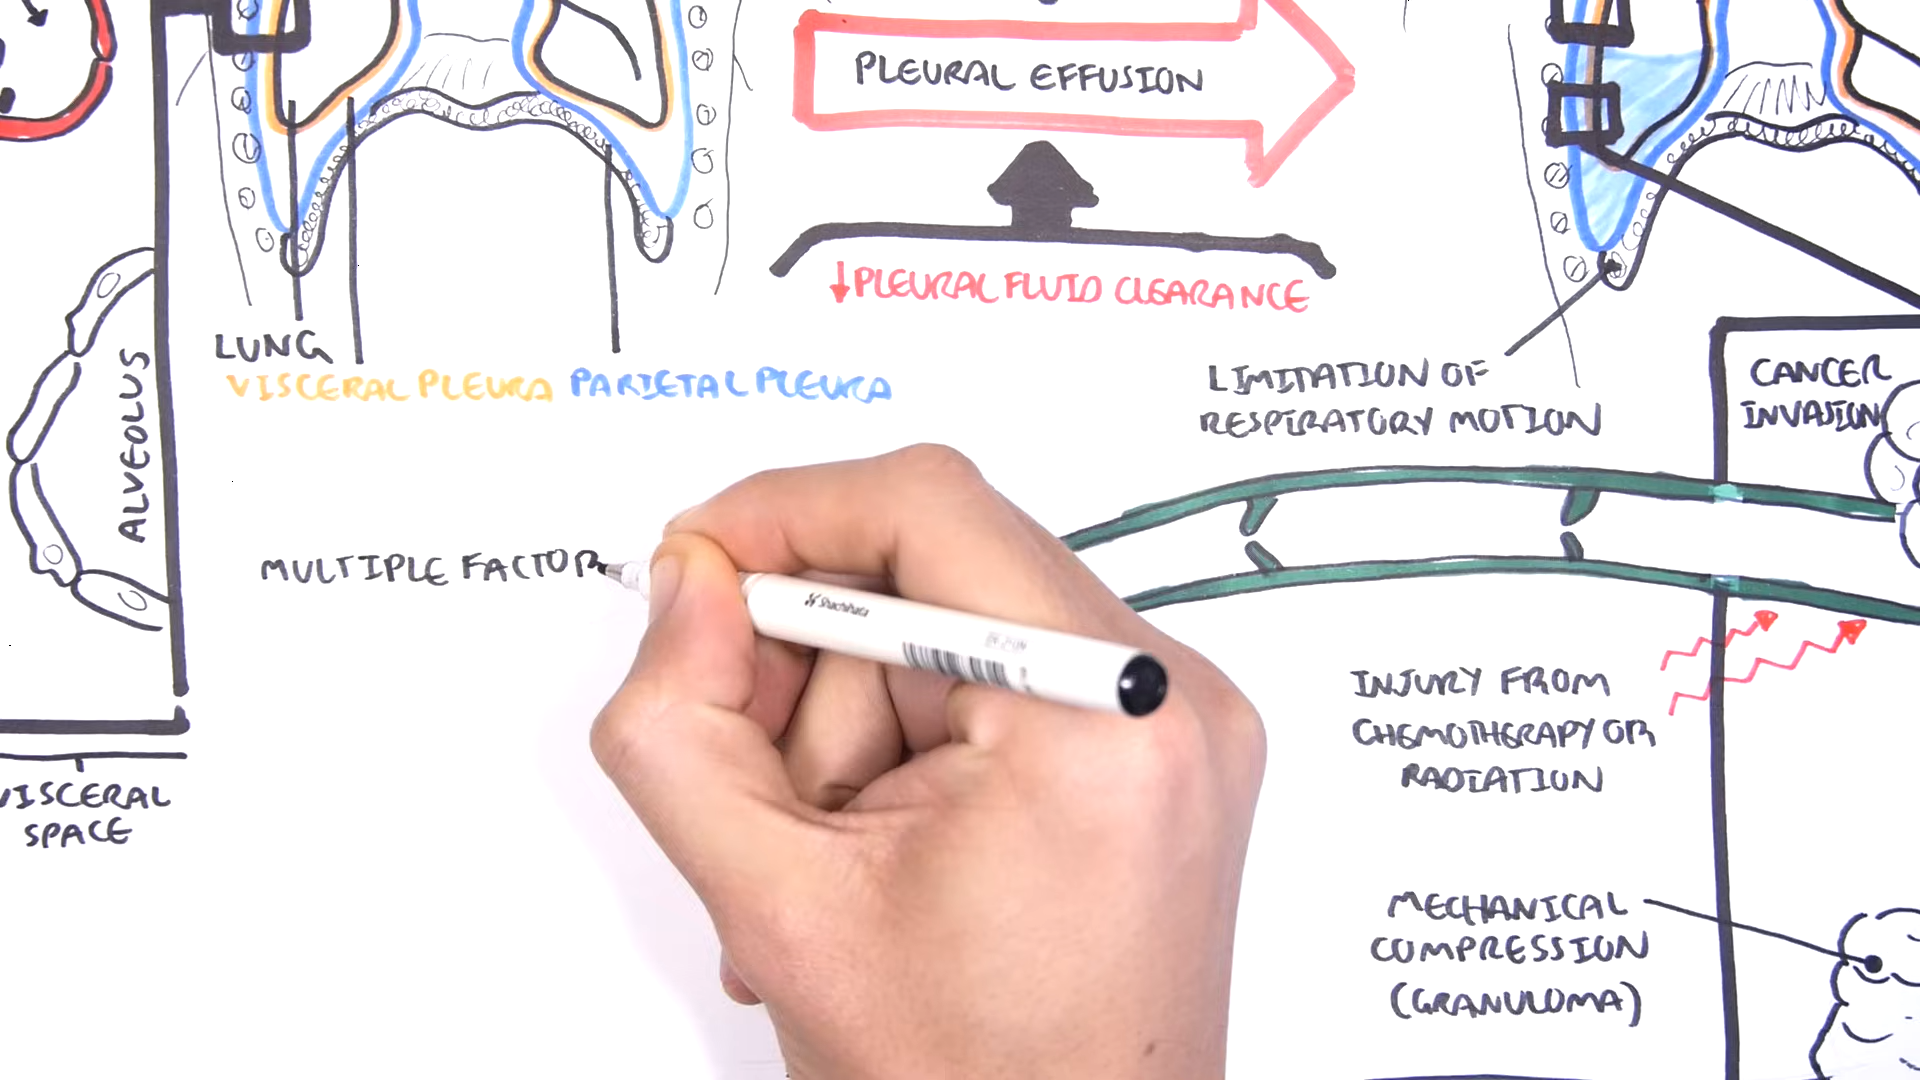 PLEURAL EFFUSION
↓PLEURAL FLUID CLEARANCE
LUNG
VISCERAL PLEURA PARIETAL PLEURA
ALVEOLUS
LIMITATION OF
RESPIRATORY MOTION
CANCER
INVASION
MULTIPLE FACTOR
Shachihata
INJURY FROM
CHEMOTHERAPY OR
RADIATION
VISCERAL
SPACE
MECHANICAL
COMPRESSION
(GRANULOMA)